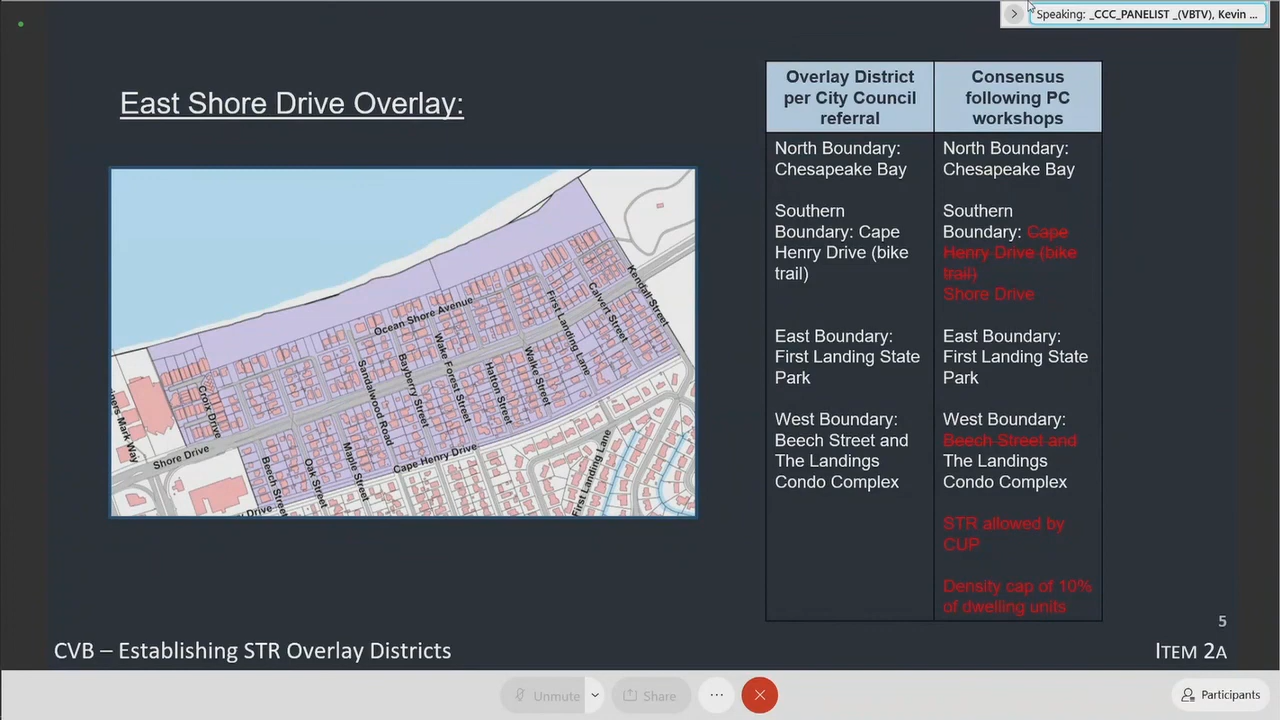 Speaking: _CCC_PANELIST _(VBTV), Kevin ...
East Shore Drive Overlay:
Ocean Shore Avenue
Kendall Street
Calvert Street
First Landing Lane
Wake Street
Hatton Street
Wake Forest Street
Bayberry Street
Sandalwood Road
Croix Drive
ners Mark Way
Shore Drive
Cape Henry Drive
Beech Street
Oak Street
Maple Street
First Landing Lane
y Drive
Overlay District
per City Council
referral
North Boundary:
Chesapeake Bay
Southern
Boundary: Cape
Henry Drive (bike
trail)
East Boundary:
First Landing State
Park
West Boundary:
Beech Street and
The Landings
Condo Complex
Consensus
following PC
workshops
North Boundary:
Chesapeake Bay
Southern
Boundary: Cape
Henry Drive (bike
trail)
Shore Drive
East Boundary:
First Landing State
Park
West Boundary:
Beech Street and
The Landings
Condo Complex
STR allowed by
CUP
Density cap of 10%
of dwelling units
5
CVB – Establishing STR Overlay Districts
ITEM 2A
Unmute
Share
Participants